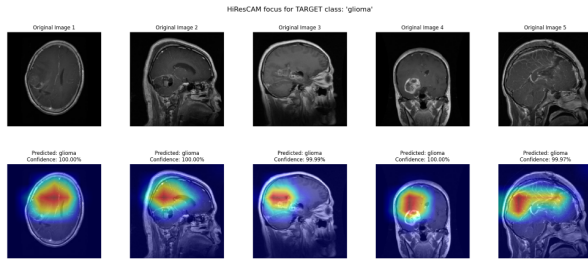 HiResCAM focus for TARGET class: 'glioma'
Original Image 1
Original Image 2
Original Image 3
Original Image 4
Original Image 5
Predicted: glioma
Confidence: 100.00%
Predicted: glioma
Confidence: 100.00%
Predicted: glioma
Confidence: 99.99%
Predicted: glioma
Confidence: 100.00%
Predicted: glioma
Confidence: 99.97%